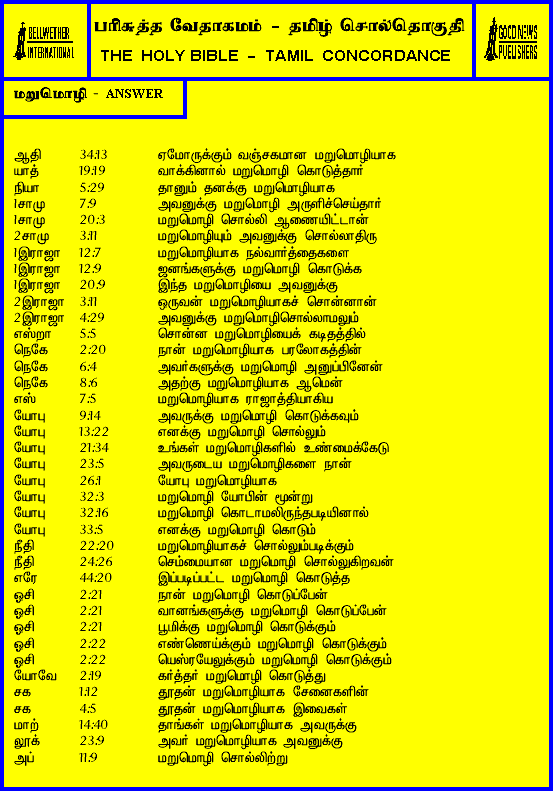 பரிசுத்த வேதாகமம் - தமிழ் சொல்தொகுதி
BELLWETHER INTERNATIONAL
THE HOLY BIBLE - TAMIL CONCORDANCE
GOOD NEWS PUBLISHERS
மறுமொழி - ANSWER
ஆதி 34:13 ஏமோருக்கும் வஞ்சகமான மறுமொழியாக
யாத் 19:19 வாக்கினால் மறுமொழி கொடுத்தார்
நியா 5:29 தானும் தனக்கு மறுமொழியாக
1சாமு 7:9 அவனுக்கு மறுமொழி அருளிச்செய்தார்
1சாமு 20:3 மறுமொழி சொல்லி ஆணையிட்டான்
2சாமு 3:11 மறுமொழியும் அவனுக்கு சொல்லாதிரு
1இராஜா 12:7 மறுமொழியாக நல்வார்த்தைகளை
1இராஜா 12:9 ஜனங்களுக்கு மறுமொழி கொடுக்க
1இராஜா 20:9 இந்த மறுமொழியை அவனுக்கு
2இராஜா 3:11 ஒருவன் மறுமொழியாகச் சொன்னான்
2இராஜா 4:29 அவனுக்கு மறுமொழிசொல்லாமலும்
எஸ்றா 5:5 சொன்ன மறுமொழியைக் கடிதத்தில்
நெகே 2:20 நான் மறுமொழியாக பரலோகத்தின்
நெகே 6:4 அவர்களுக்கு மறுமொழி அனுப்பினேன்
நெகே 8:6 அதற்கு மறுமொழியாக ஆமென்
எஸ் 7:5 மறுமொழியாக ராஜாத்தியாகிய
யோபு 9:14 அவருக்கு மறுமொழி கொடுக்கவும்
யோபு 13:22 எனக்கு மறுமொழி சொல்லும்
யோபு 21:34 உங்கள் மறுமொழிகளில் உண்மைக்கேடு
யோபு 23:5 அவருடைய மறுமொழிகளை நான்
யோபு 26:1 யோபு மறுமொழியாக
யோபு 32:3 மறுமொழி யோபின் மூன்று
யோபு 32:16 மறுமொழி கொடாமலிருந்தபடியினால்
யோபு 33:5 எனக்கு மறுமொழி கொடும்
நீதி 22:20 மறுமொழியாகச் சொல்லும்படிக்கும்
நீதி 24:26 செம்மையான மறுமொழி சொல்லுகிறவன்
எரே 44:20 இப்படிப்பட்ட மறுமொழி கொடுத்த
ஓசி 2:21 நான் மறுமொழி கொடுப்பேன்
ஓசி 2:21 வானங்களுக்கு மறுமொழி கொடுப்பேன்
ஓசி 2:21 பூமிக்கு மறுமொழி கொடுக்கும்
ஓசி 2:22 எண்ணெய்க்கும் மறுமொழி கொடுக்கும்
ஓசி 2:22 யெஸ்ரயேலுக்கும் மறுமொழி கொடுக்கும்
யோவே 2:19 கர்த்தர் மறுமொழி கொடுத்து
சக 1:12 தூதன் மறுமொழியாக சேனைகளின்
சக 4:5 தூதன் மறுமொழியாக இவைகள்
மாற் 14:40 தாங்கள் மறுமொழியாக அவருக்கு
லூக் 23:9 அவர் மறுமொழியாக அவனுக்கு
அப் 11:9 மறுமொழி சொல்லிற்று